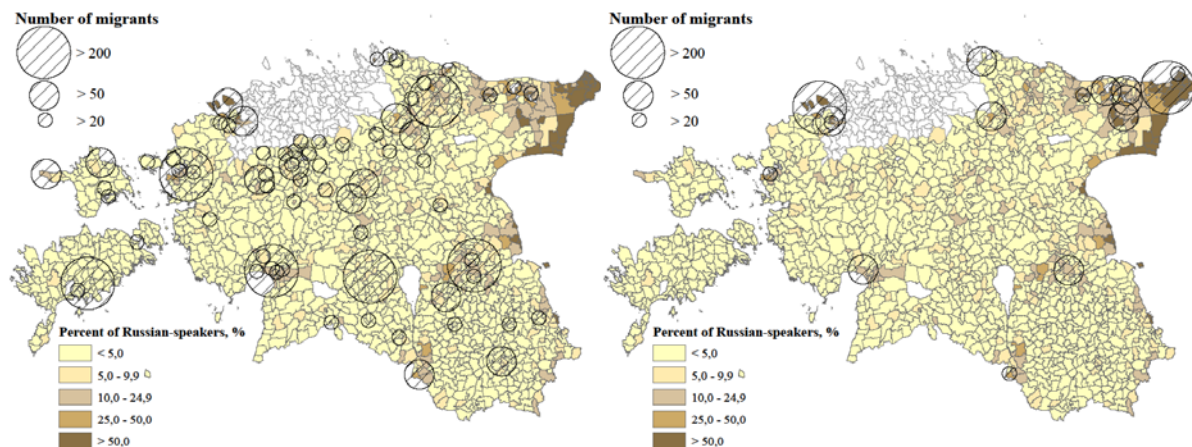 Number of migrants
> 200
> 50
> 20
Percent of Russian-speakers, %
< 5,0
5,0 - 9,9
10,0 - 24,9
25,0 - 50,0
> 50,0
Number of migrants
> 200
> 50
> 20
Percent of Russian-speakers, %
< 5,0
5,0 - 9,9
10,0 - 24,9
25,0 - 50,0
> 50,0